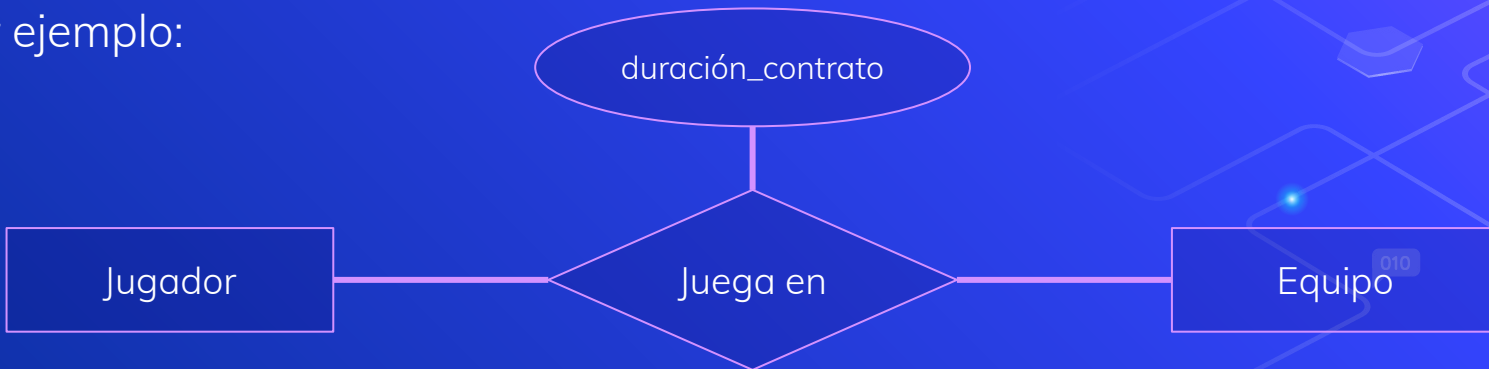 ejemplo:
duración_contrato
Jugador
Juega en
Equipo
010